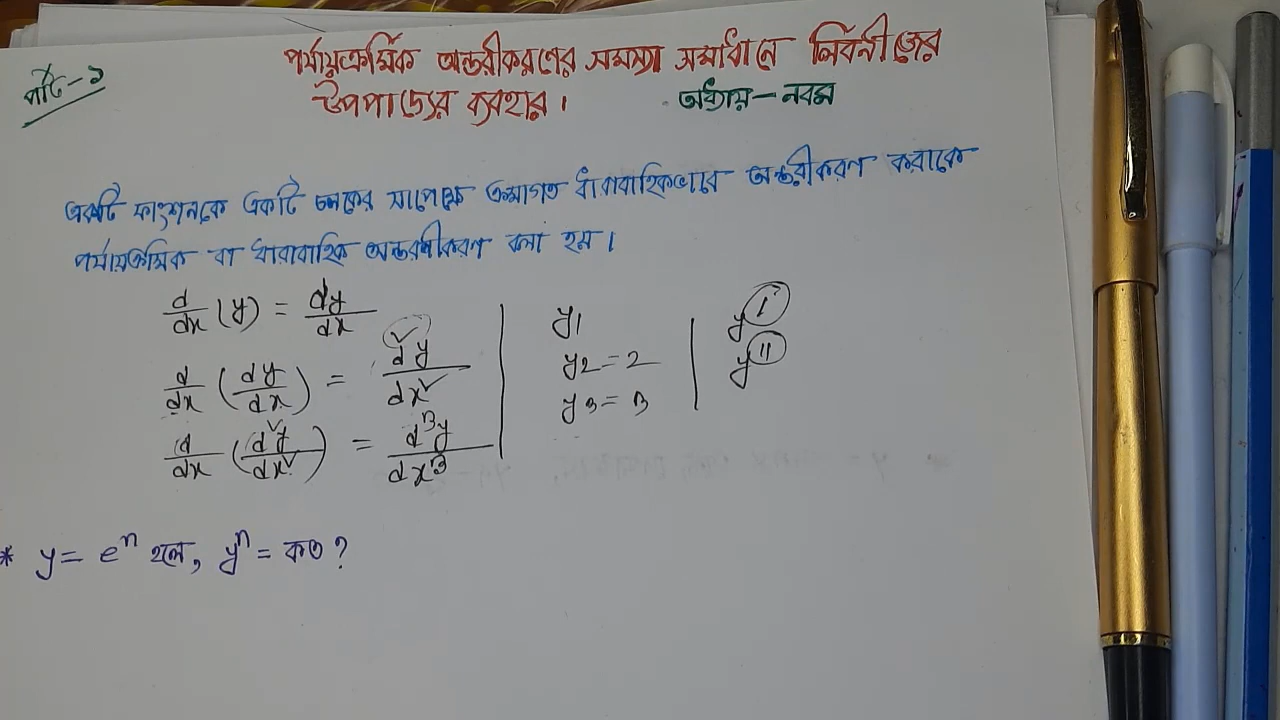 পার্ট-১
পর্যায়ক্রমিক অন্তরীকরণের সমস্যা সমাধানে লিবনীজের
উপপাদ্যের ব্যবহার। অধ্যায়-নবম
একটি ফাংশনকে একটি চলকের সাপেক্ষে ক্রমাগত ধারাবাহিকভাবে অন্তরীকরণ করাকে
পর্যায়ক্রমিক বা ধারাবাহিক অন্তরীকরণ বলা হয়।
d/dx (y) = dy/dx | y₁ | y'
d/dx (dy/dx) = d²y/dx² | y₂ = 2 | y''
d/dx (d²y/dx²) = d³y/dx³ | y₃ = 3
* y = eⁿ হলে, yⁿ = কত?